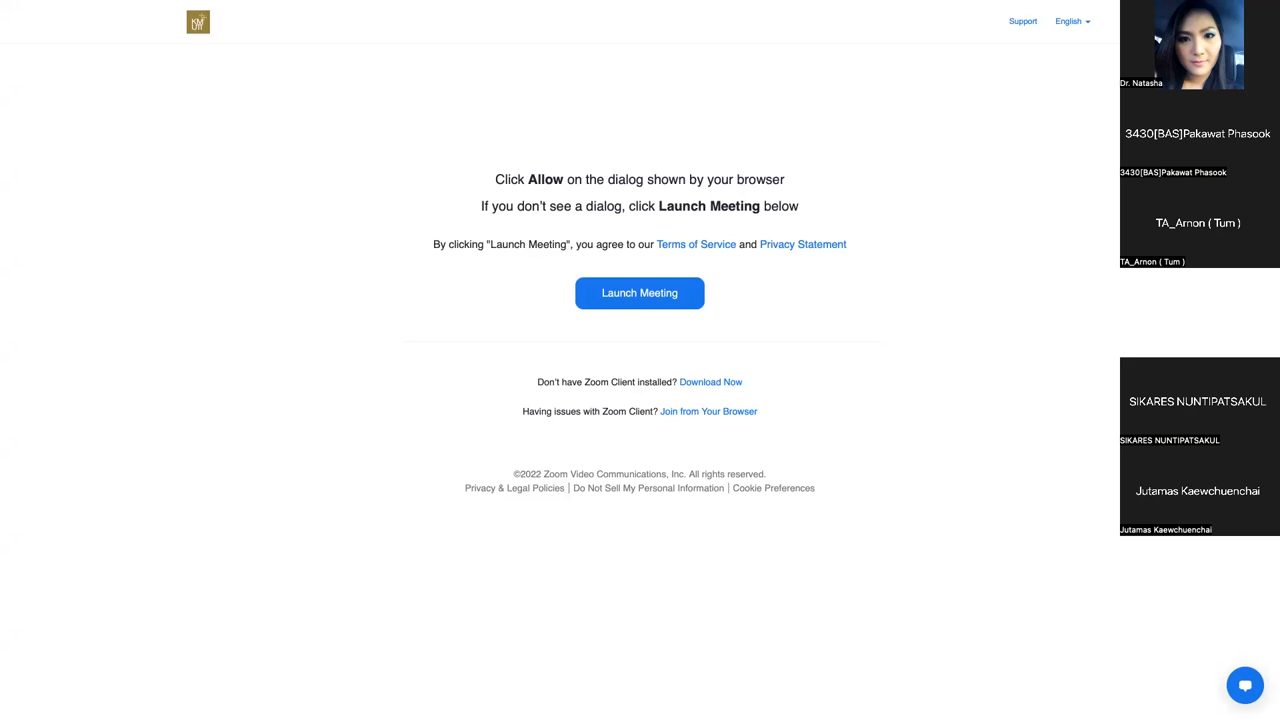 KM
UTT
Support
English
Click Allow on the dialog shown by your browser
If you don't see a dialog, click Launch Meeting below
By clicking "Launch Meeting", you agree to our Terms of Service and Privacy Statement
Launch Meeting
Don't have Zoom Client installed? Download Now
Having issues with Zoom Client? Join from Your Browser
©2022 Zoom Video Communications, Inc. All rights reserved.
Privacy & Legal Policies | Do Not Sell My Personal Information | Cookie Preferences
Dr. Natasha
3430[BAS]Pakawat Phasook
3430[BAS]Pakawat Phasook
TA_Arnon ( Tum )
TA_Arnon ( Tum )
SIKARES NUNTIPATSAKUL
SIKARES NUNTIPATSAKUL
Jutamas Kaewchuenchai
Jutamas Kaewchuenchai